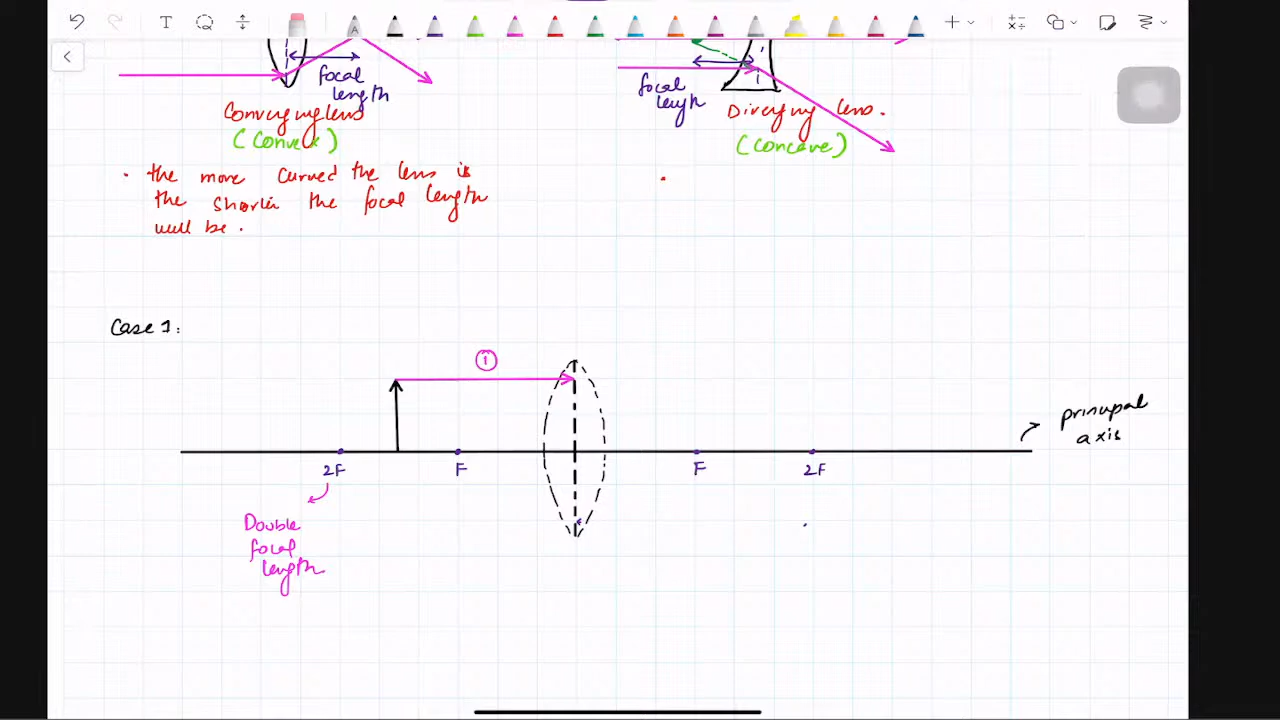 focal
length
Converging lens
(Convex)
focal
length
Diverging lens.
(Concave)
· the more curved the lens is
the shorter the focal length
will be.
Case 1:
1
principal
axis
2F
F
F
2F
Double
focal
length